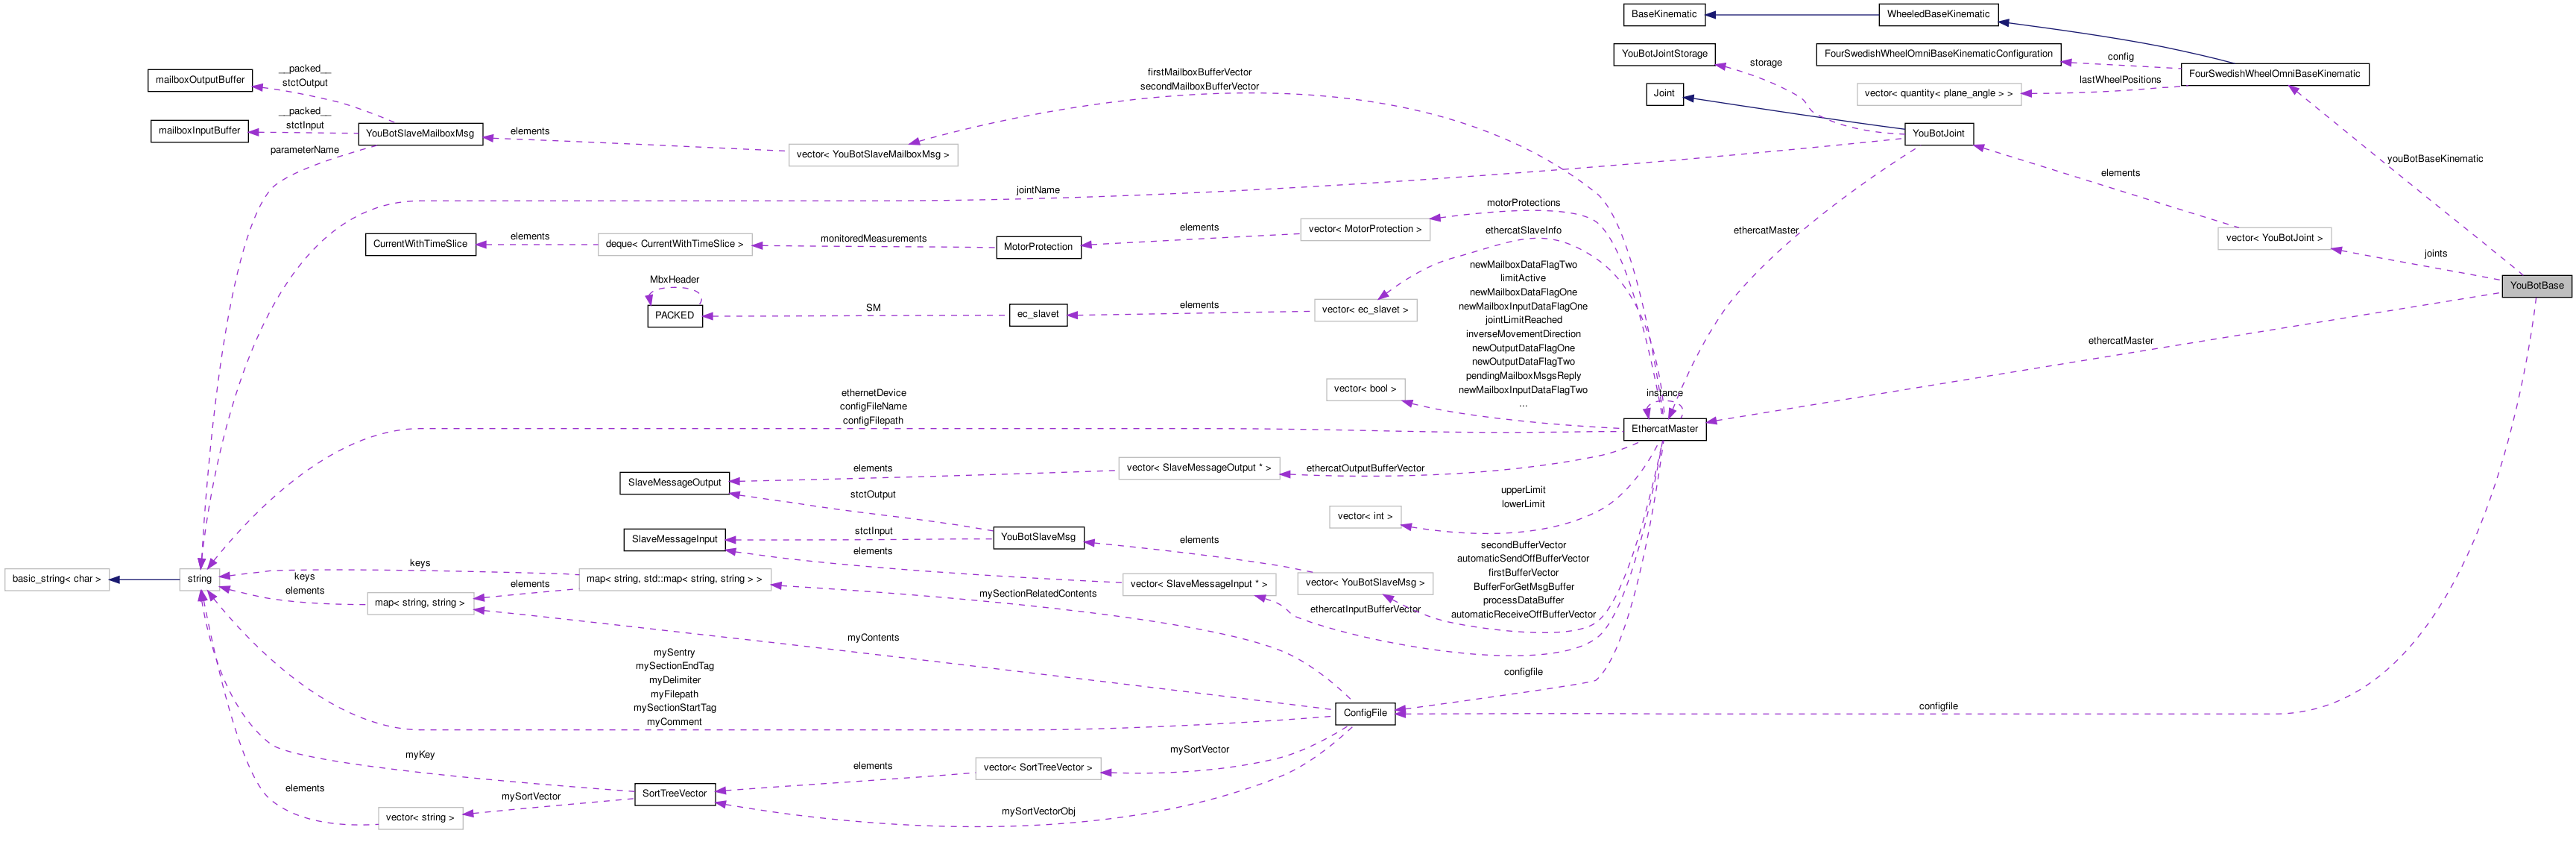 BaseKinematic
WheeledBaseKinematic
YouBotJointStorage
FourSwedishWheelOmniBaseKinematicConfiguration
config
storage
FourSwedishWheelOmniBaseKinematic
lastWheelPositions
vector< quantity< plane_angle > >
Joint
YouBotJoint
mailboxOutputBuffer
__packed__
stctOutput
mailboxInputBuffer
__packed__
stctInput
YouBotSlaveMailboxMsg
parameterName
elements
firstMailboxBufferVector
secondMailboxBufferVector
vector< YouBotSlaveMailboxMsg >
youBotBaseKinematic
elements
jointName
motorProtections
CurrentWithTimeSlice
elements
deque< CurrentWithTimeSlice >
monitoredMeasurements
MotorProtection
elements
vector< MotorProtection >
ethercatSlaveInfo
ethercatMaster
vector< YouBotJoint >
joints
YouBotBase
MbxHeader
PACKED
SM
ec_slavet
elements
vector< ec_slavet >
newMailboxDataFlagTwo
limitActive
newMailboxDataFlagOne
newMailboxInputDataFlagOne
jointLimitReached
inverseMovementDirection
newOutputDataFlagOne
newOutputDataFlagTwo
pendingMailboxMsgsReply
newMailboxInputDataFlagTwo
...
vector< bool >
ethercatMaster
instance
EthercatMaster
ethernetDevice
configFileName
configFilepath
SlaveMessageOutput
elements
vector< SlaveMessageOutput * >
ethercatOutputBufferVector
stctOutput
upperLimit
lowerLimit
vector< int >
SlaveMessageInput
stctInput
YouBotSlaveMsg
elements
elements
vector< SlaveMessageInput * >
vector< YouBotSlaveMsg >
secondBufferVector
automaticSendOffBufferVector
firstBufferVector
BufferForGetMsgBuffer
processDataBuffer
automaticReceiveOffBufferVector
ethercatInputBufferVector
basic_string< char >
string
keys
keys
elements
map< string, std::map< string, string > >
elements
map< string, string >
mySectionRelatedContents
myContents
mySentry
mySectionEndTag
myDelimiter
myFilepath
mySectionStartTag
myComment
configfile
ConfigFile
configfile
myKey
mySortVector
vector< SortTreeVector >
elements
SortTreeVector
mySortVector
elements
vector< string >
mySortVectorObj